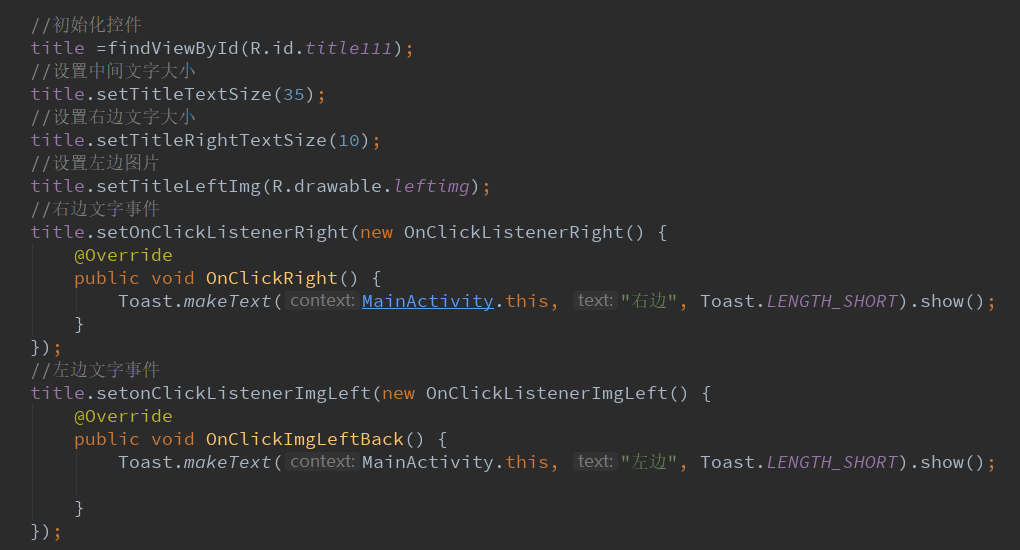 //初始化控件
title =findViewById(R.id.title111);
//设置中间文字大小
title.setTitleTextSize(35);
//设置右边文字大小
title.setTitleRightTextSize(10);
//设置左边图片
title.setTitleLeftImg(R.drawable.leftimg);
//右边文字事件
title.setOnClickListenerRight(new OnClickListenerRight() {
@Override
public void OnClickRight() {
Toast.makeText( context: MainActivity.this, text: "右边", Toast.LENGTH_SHORT).show();
}
});
//左边文字事件
title.setonClickListenerImgLeft(new OnClickListenerImgLeft() {
@Override
public void OnClickImgLeftBack() {
Toast.makeText( context: MainActivity.this, text: "左边", Toast.LENGTH_SHORT).show();
}
});